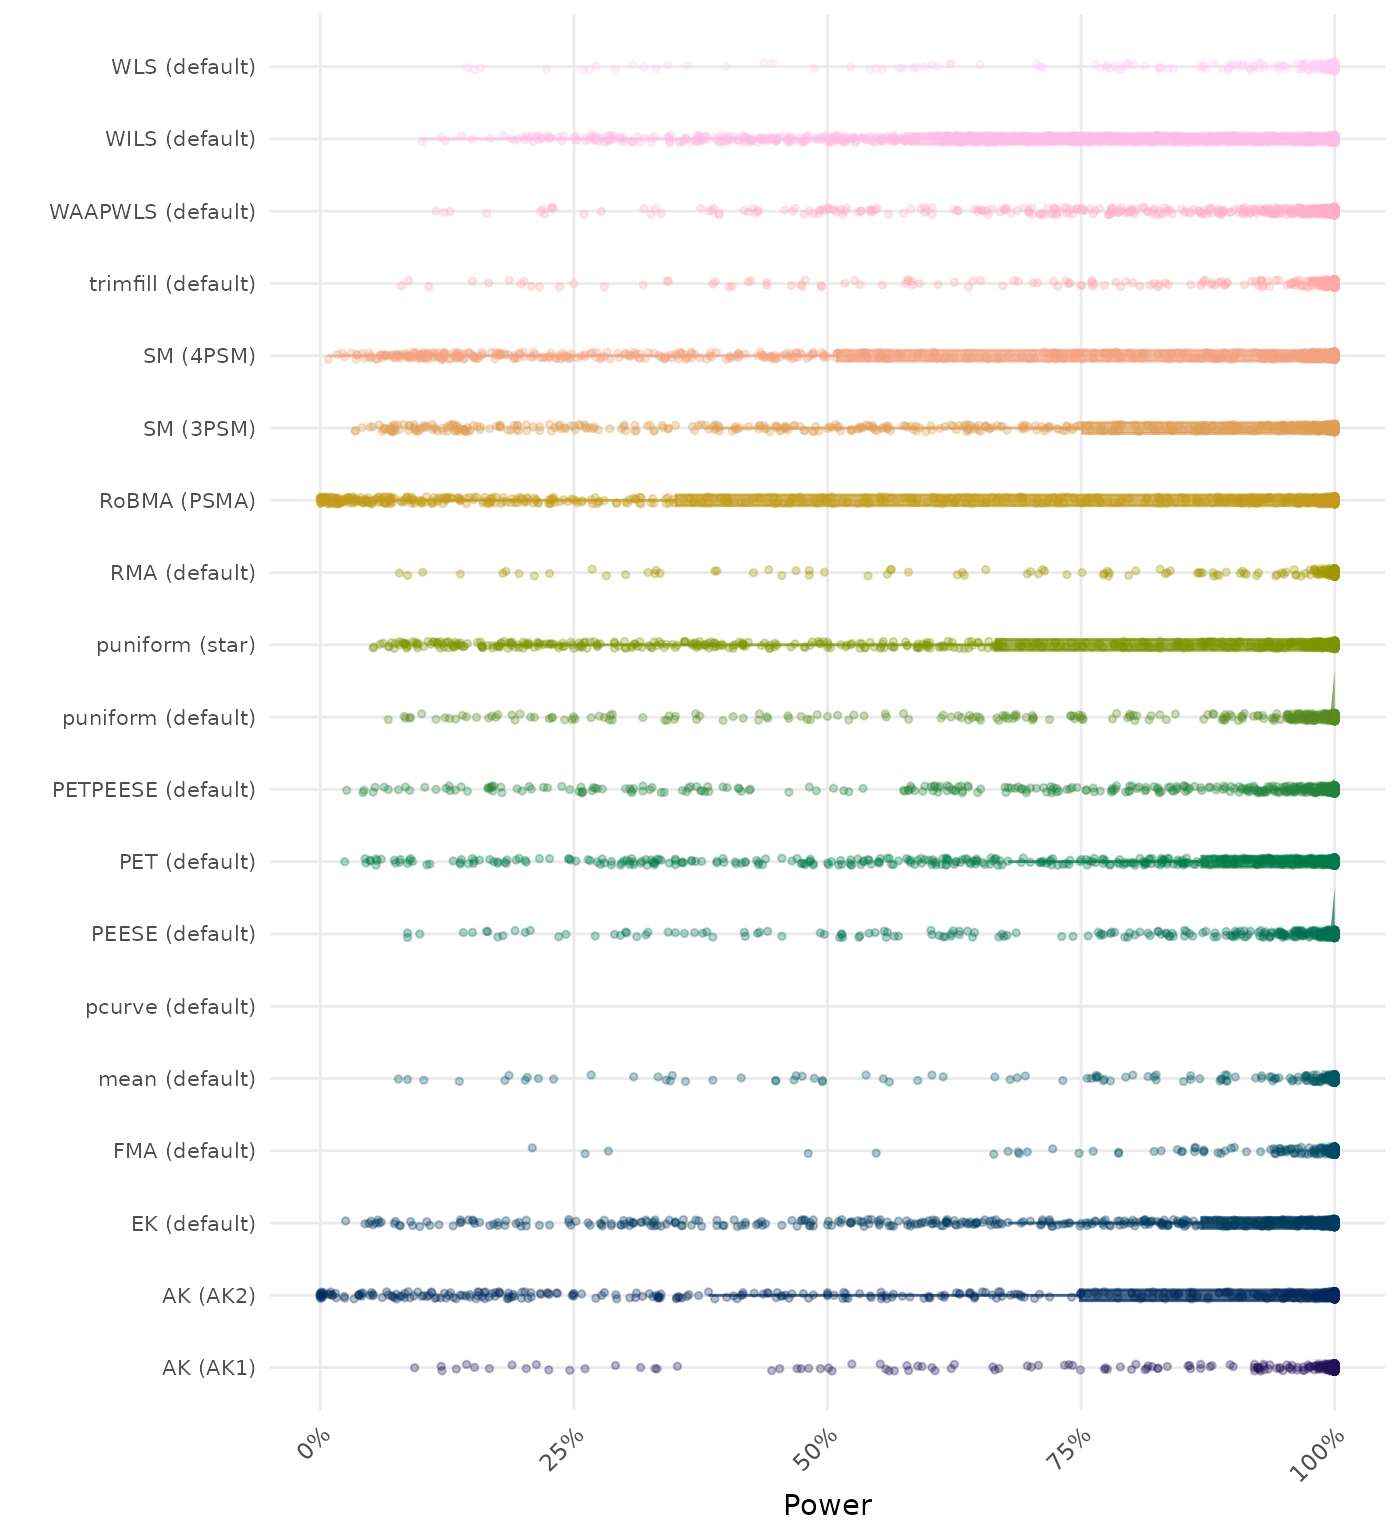 WLS (default)
WILS (default)
WAAPWLS (default)
trimfill (default)
SM (4PSM)
SM (3PSM)
RoBMA (PSMA)
RMA (default)
puniform (star)
puniform (default)
PETPEESE (default)
PET (default)
PEESE (default)
pcurve (default)
mean (default)
FMA (default)
EK (default)
AK (AK2)
AK (AK1)
0%
25%
50%
75%
100%
Power